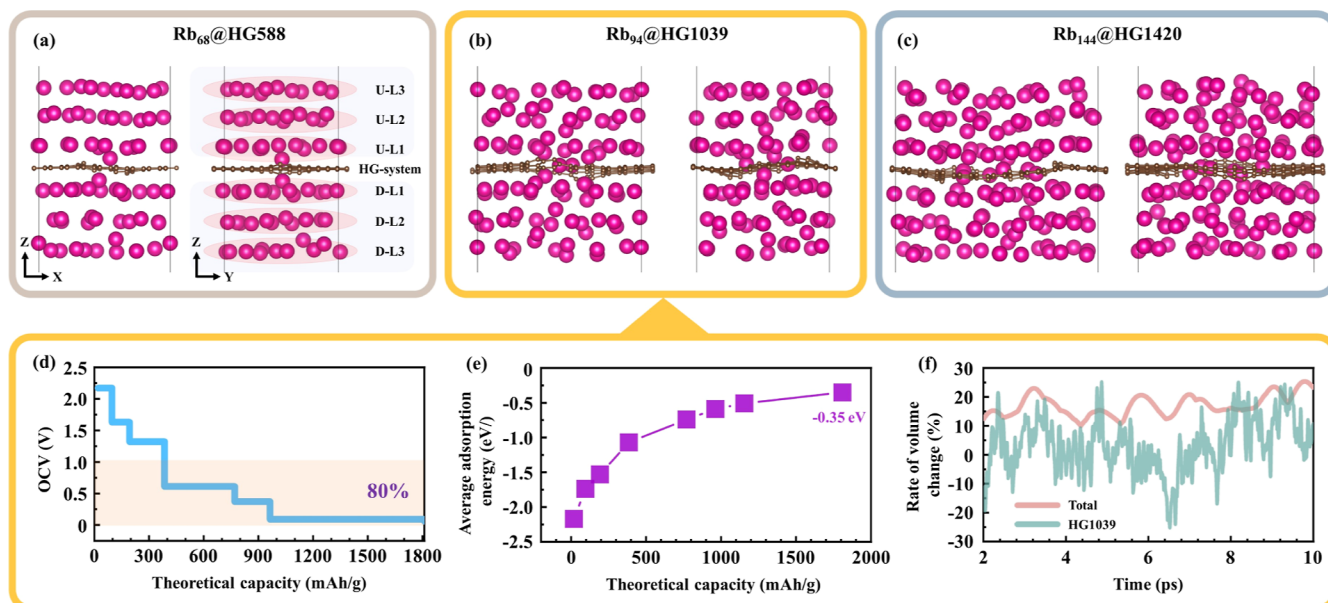 (a) Rb68@HG588
U-L3
U-L2
U-L1
HG-system
D-L1
D-L2
D-L3
Z
X
Z
Y
(b) Rb94@HG1039
(c) Rb144@HG1420
(d)
OCV (V)
2.5
2.0
1.5
1.0
0.5
0
80%
0 300 600 900 1200 1500 1800
Theoretical capacity (mAh/g)
(e)
Average adsorption
energy (eV/)
0
-0.5
-1.0
-1.5
-2.0
-2.5
-0.35 eV
0 500 1000 1500 2000
Theoretical capacity (mAh/g)
(f)
Rate of volume
change (%)
30
20
10
0
-10
-20
-30
Total
HG1039
2 4 6 8 10
Time (ps)